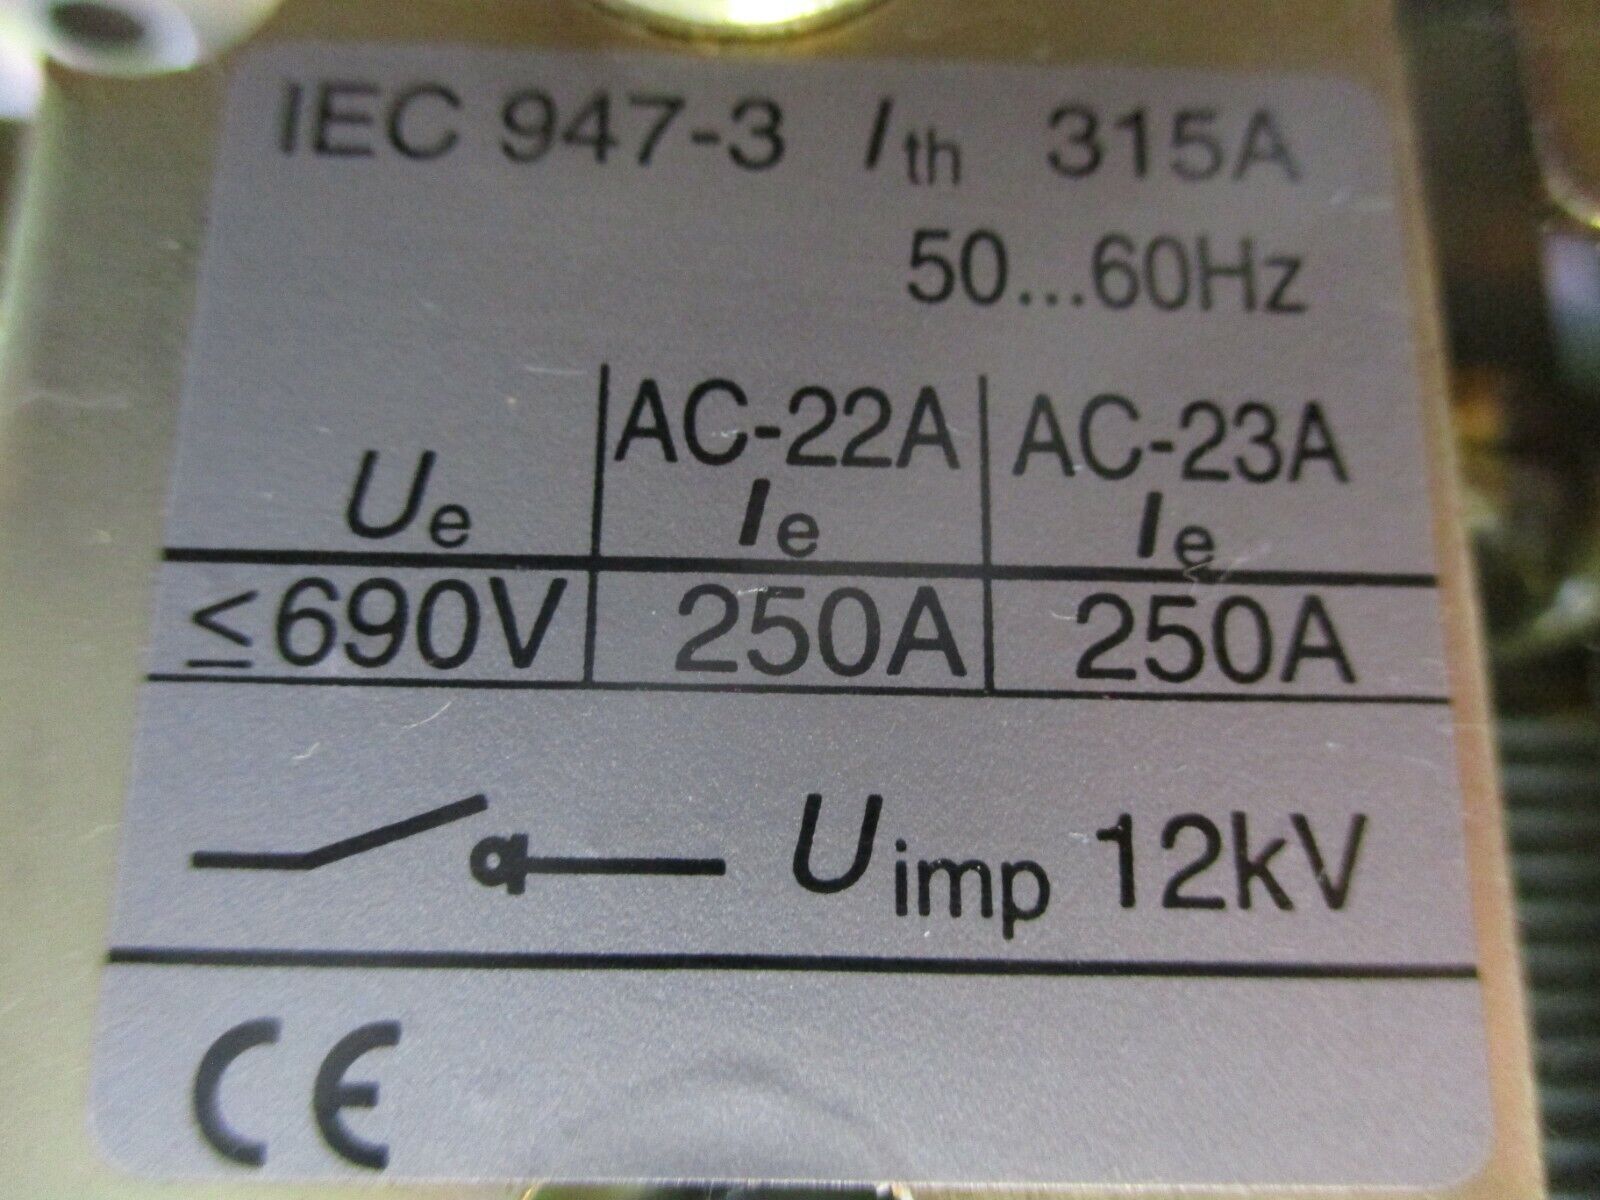 IEC 947-3 Ith 315A
50...60Hz
AC-22A AC-23A
Ue Ie Ie
≤690V 250A 250A
Uimp 12kV
CE